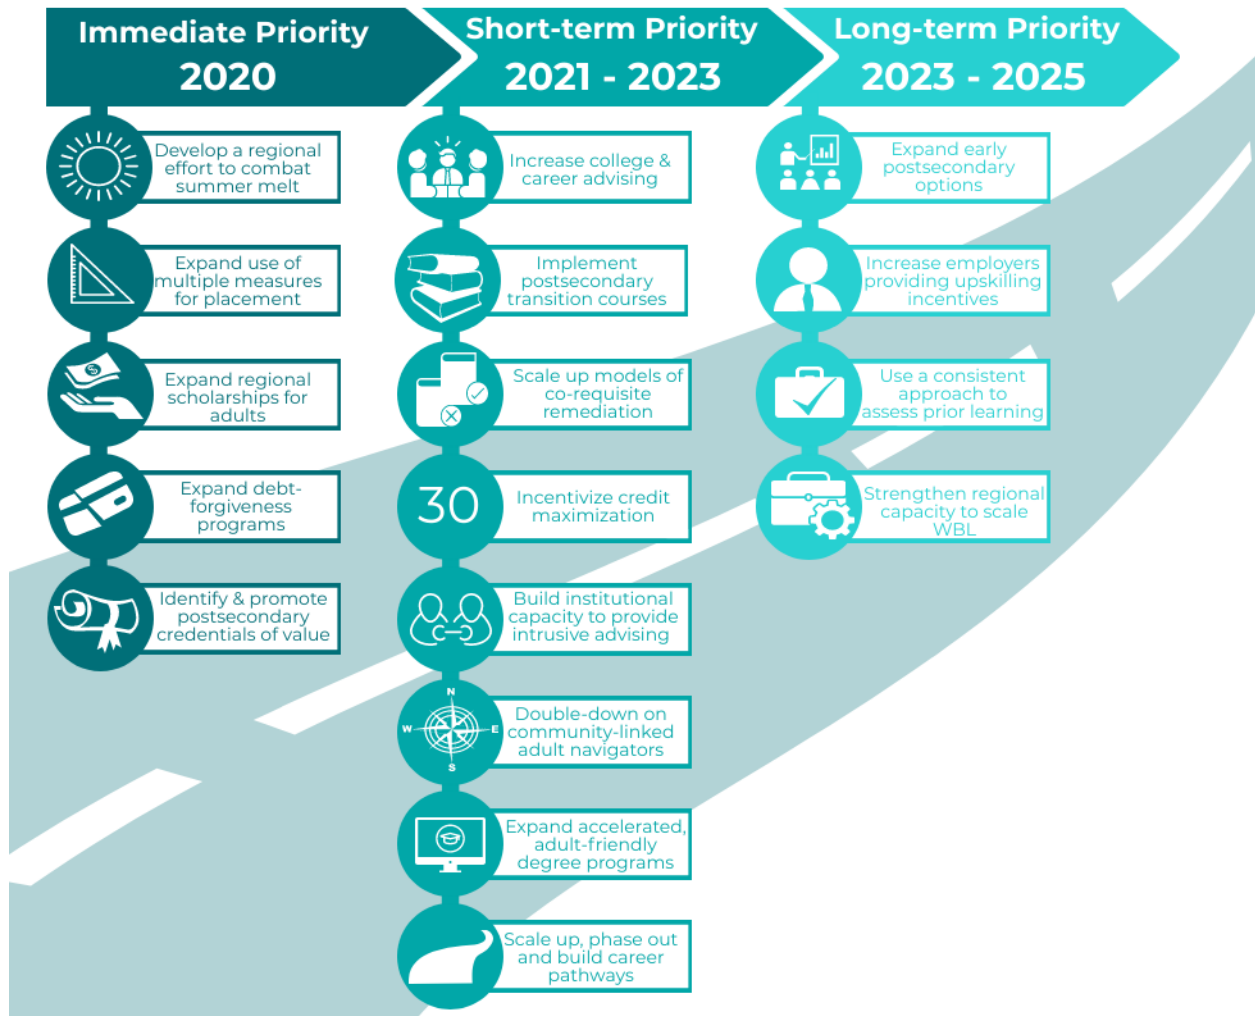 Immediate Priority
2020
Develop a regional
effort to combat
summer melt
Expand use of
multiple measures
for placement
Expand regional
scholarships for
adults
Expand debt-
forgiveness
programs
Identify & promote
postsecondary
credentials of value
Short-term Priority
2021 - 2023
Increase college &
career advising
Implement
postsecondary
transition courses
Scale up models of
co-requisite
remediation
30
Incentivize credit
maximization
Build institutional
capacity to provide
intrusive advising
N
W
E
S
Double-down on
community-linked
adult navigators
Expand accelerated,
adult-friendly
degree programs
Scale up, phase out
and build career
pathways
Long-term Priority
2023 - 2025
Expand early
postsecondary
options
Increase employers
providing upskilling
incentives
Use a consistent
approach to
assess prior learning
Strengthen regional
capacity to scale
WBL